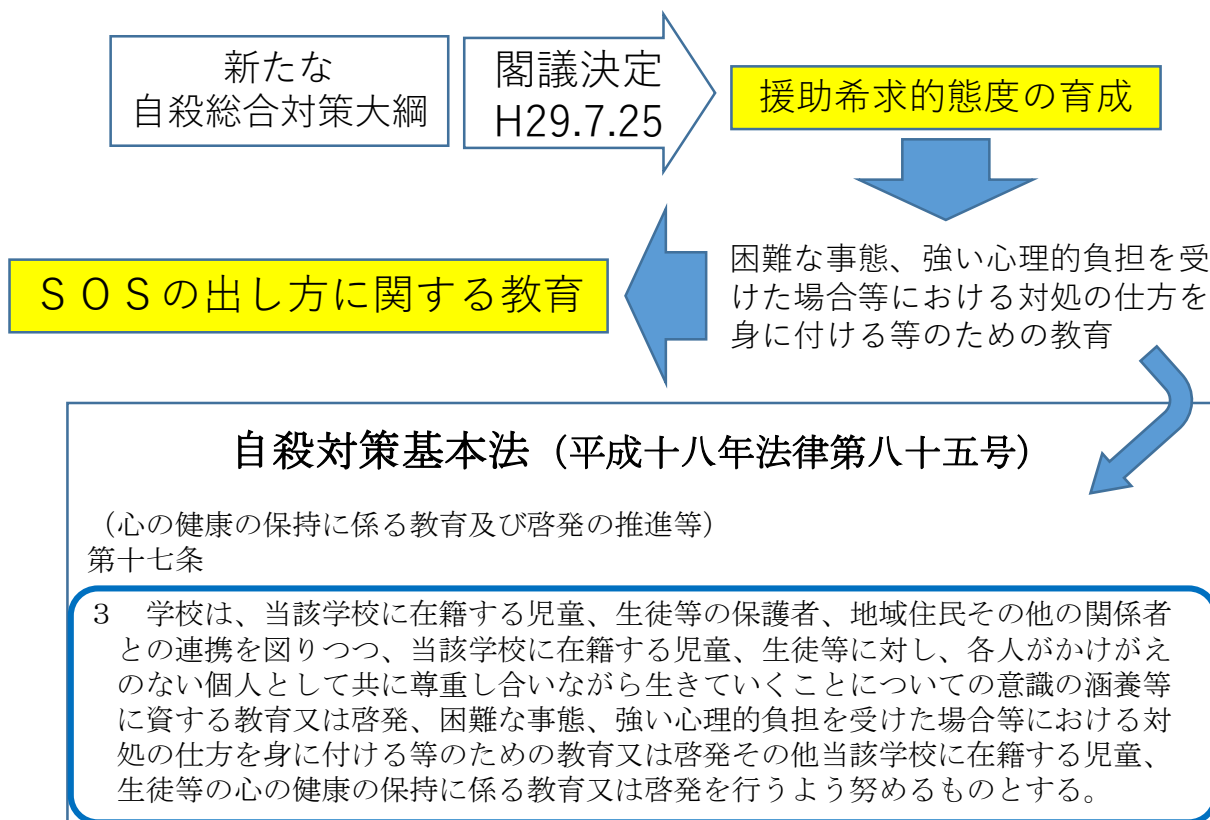 新たな
自殺総合対策大綱
閣議決定
H29.7.25
援助希求的態度の育成
困難な事態、強い心理的負担を受
けた場合等における対処の仕方を
身に付ける等のための教育
ＳＯＳの出し方に関する教育
自殺対策基本法（平成十八年法律第八十五号）
（心の健康の保持に係る教育及び啓発の推進等）
第十七条
３　学校は、当該学校に在籍する児童、生徒等の保護者、地域住民その他の関係者
との連携を図りつつ、当該学校に在籍する児童、生徒等に対し、各人がかけがえ
のない個人として共に尊重し合いながら生きていくことについての意識の涵養等
に資する教育又は啓発、困難な事態、強い心理的負担を受けた場合等における対
処の仕方を身に付ける等のための教育又は啓発その他当該学校に在籍する児童、
生徒等の心の健康の保持に係る教育又は啓発を行うよう努めるものとする。